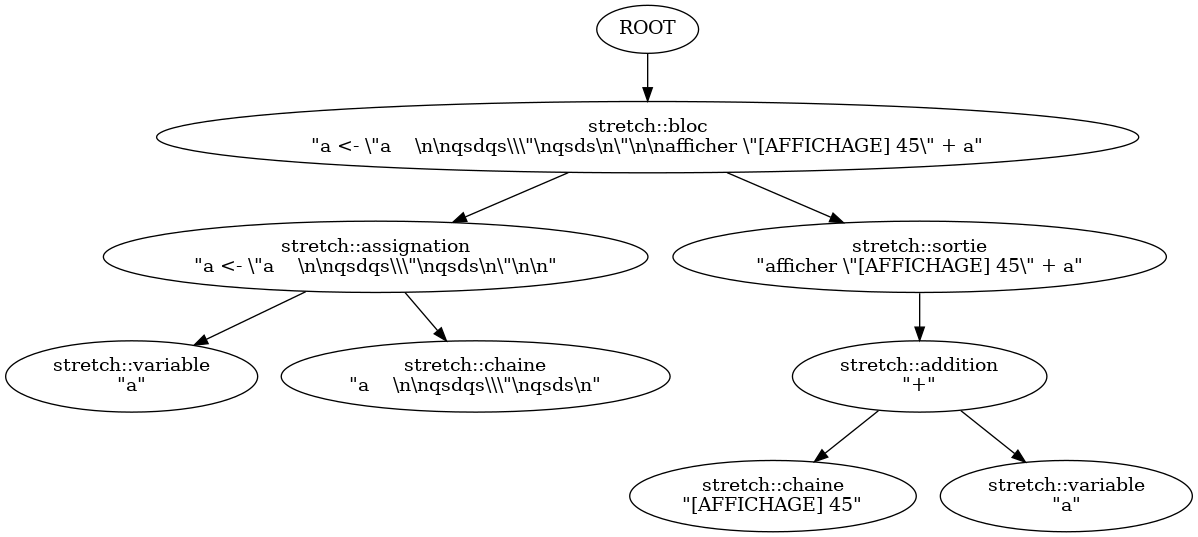 ROOT
stretch::bloc
"a <- \"a    \n\nqsdqs\\\"\nqsds\n\"\n\nafficher \"[AFFICHAGE] 45\" + a"
stretch::assignation
"a <- \"a    \n\nqsdqs\\\"\nqsds\n\"\n\n"
stretch::sortie
"afficher \"[AFFICHAGE] 45\" + a"
stretch::variable
"a"
stretch::chaine
"a    \n\nqsdqs\\\"\nqsds\n"
stretch::addition
"+"
stretch::chaine
"[AFFICHAGE] 45"
stretch::variable
"a"